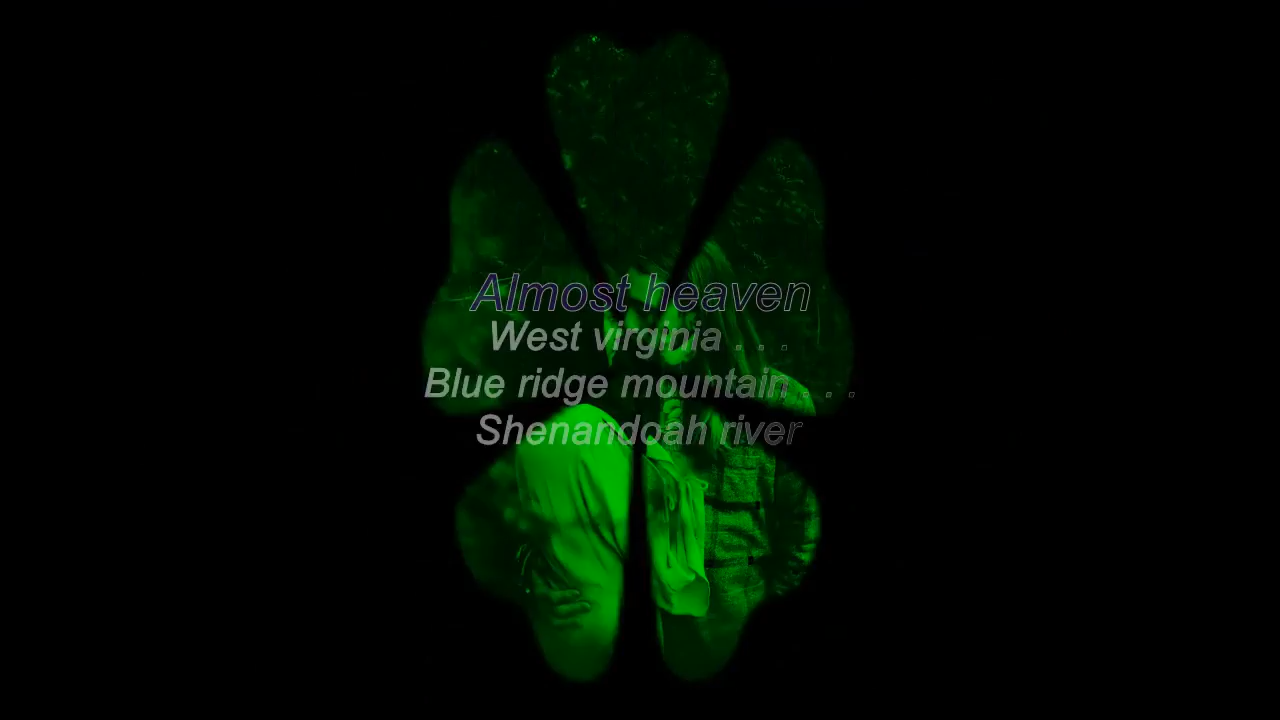 Almost heaven
West virginia . . .
Blue ridge mountain . . .
Shenandoah river